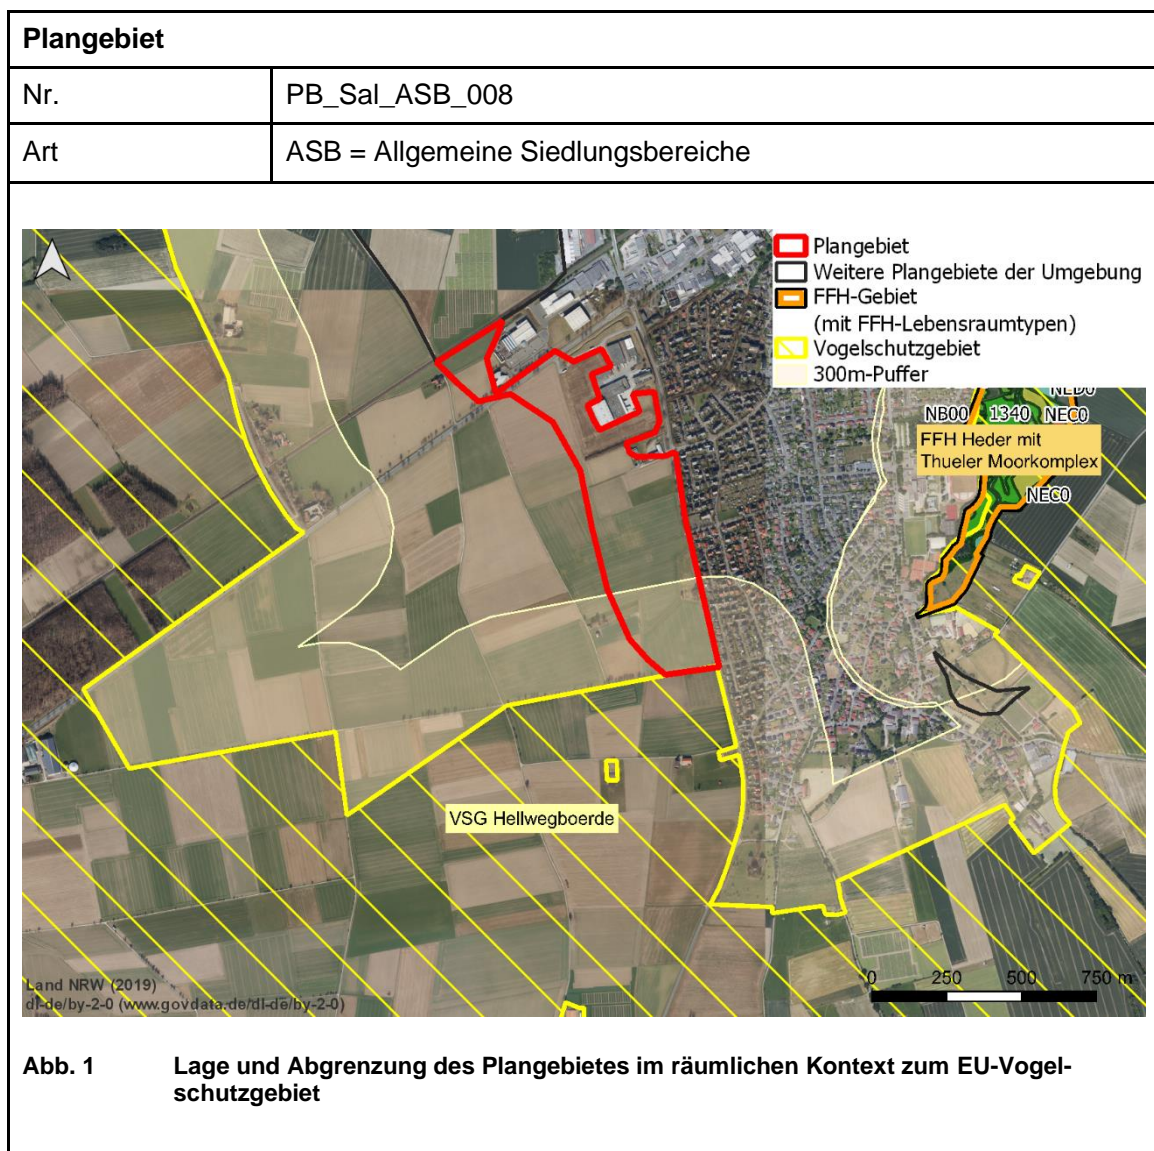 Plangebiet
Nr. PB_Sal_ASB_008
Art ASB = Allgemeine Siedlungsbereiche
Plangebiet
Weitere Plangebiete der Umgebung
FFH-Gebiet
(mit FFH-Lebensraumtypen)
Vogelschutzgebiet
300m-Puffer
NB00 1340 NEC0
FFH Heder mit
Thueler Moorkomplex
NEC0
VSG Hellwegboerde
Land NRW (2019)
dl-de/by-2-0 (www.govdata.de/dl-de/by-2-0)
0 250 500 750 m
Abb. 1 Lage und Abgrenzung des Plangebietes im räumlichen Kontext zum EU-Vogel-
schutzgebiet